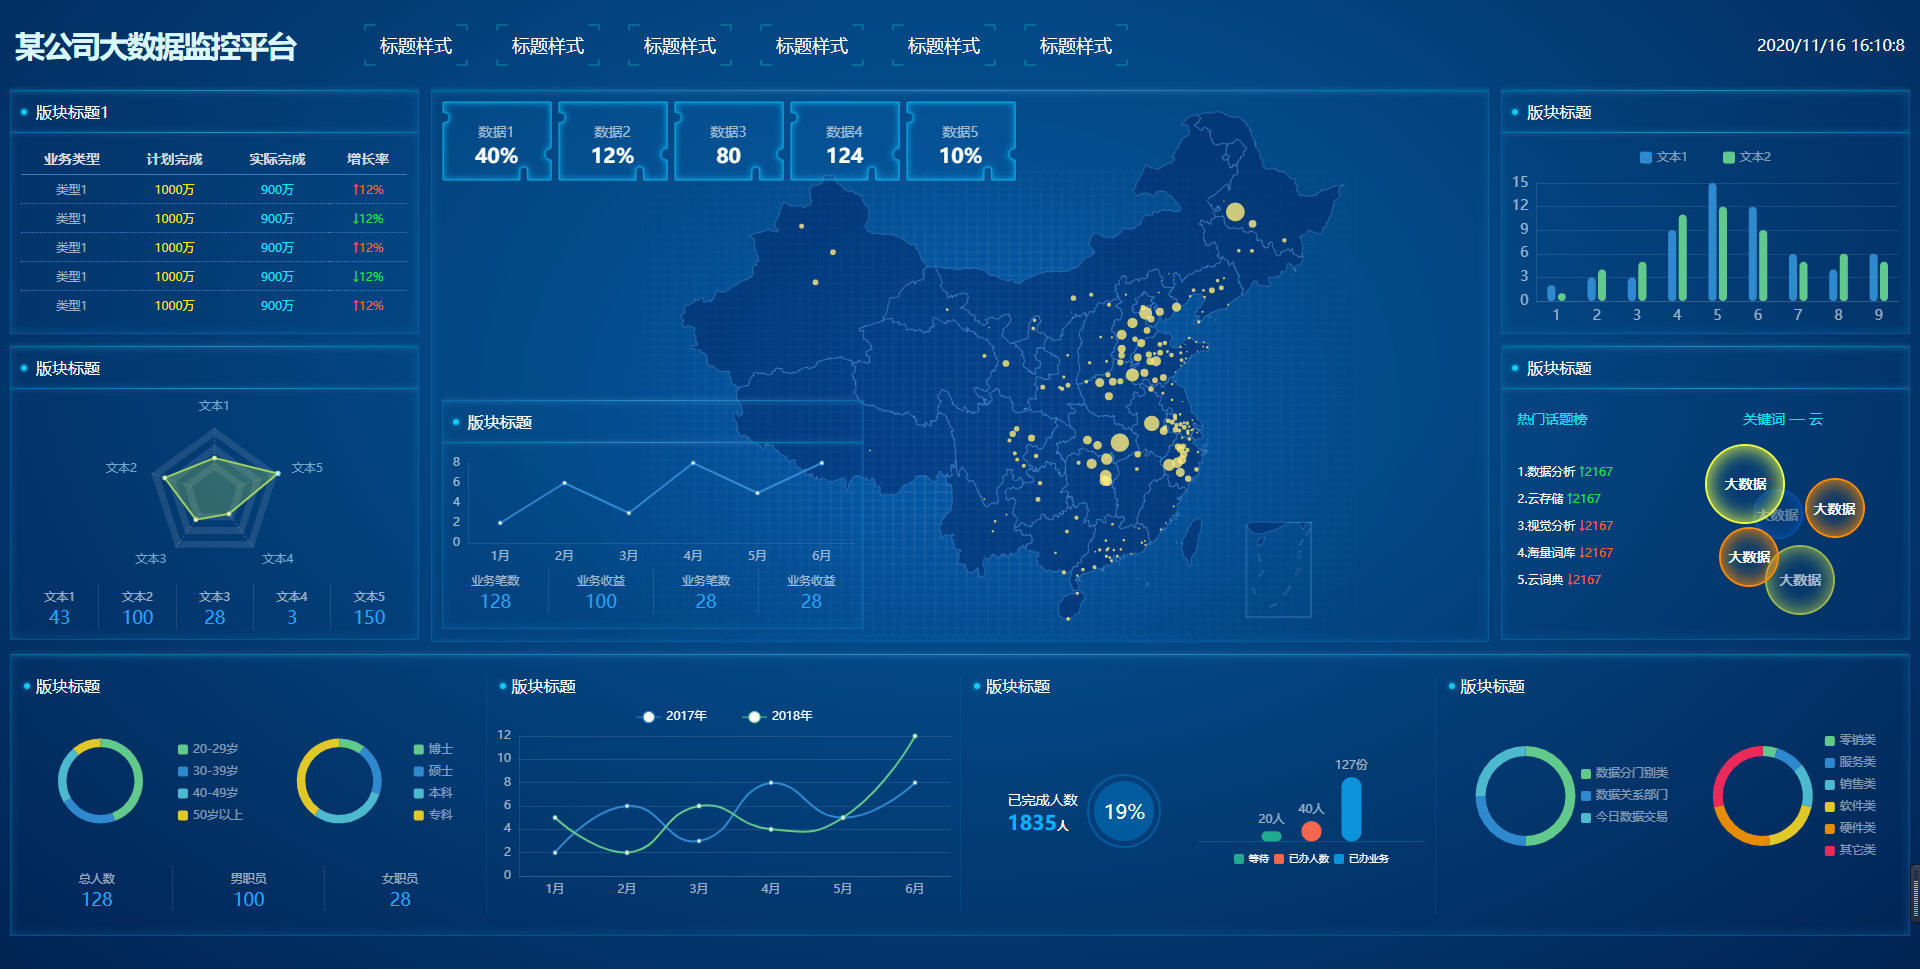 某公司大数据监控平台
标题样式 标题样式 标题样式 标题样式 标题样式 标题样式
2020/11/16 16:10:8
版块标题1
业务类型 计划完成 实际完成 增长率
类型1 1000万 900万 ↑12%
类型1 1000万 900万 ↓12%
类型1 1000万 900万 ↑12%
类型1 1000万 900万 ↓12%
类型1 1000万 900万 ↑12%
版块标题
文本1
文本2 文本5
文本3 文本4
文本1 文本2 文本3 文本4 文本5
43 100 28 3 150
数据1 数据2 数据3 数据4 数据5
40% 12% 80 124 10%
版块标题
8
6
4
2
0
1月 2月 3月 4月 5月 6月
业务笔数 业务收益 业务笔数 业务收益
128 100 28 28
版块标题
文本1 文本2
15
12
9
6
3
0
1 2 3 4 5 6 7 8 9
版块标题
热门话题榜 关键词 — 云
1.数据分析 ↑2167
2.云存储 ↑2167
3.视觉分析 ↓2167
4.海量词库 ↓2167
5.云词典 ↓2167
大数据
大数据
大数据
大数据
大数据
版块标题
20-29岁
30-39岁
40-49岁
50岁以上
博士
硕士
本科
专科
总人数 男职员 女职员
128 100 28
版块标题
2017年 2018年
12
10
8
6
4
2
0
1月 2月 3月 4月 5月 6月
版块标题
已完成人数
1835人
19%
20人 40人 127份
等待 已办人数 已办业务
版块标题
数据分门别类
数据关系部门
今日数据交易
零销类
服务类
销售类
软件类
硬件类
其它类